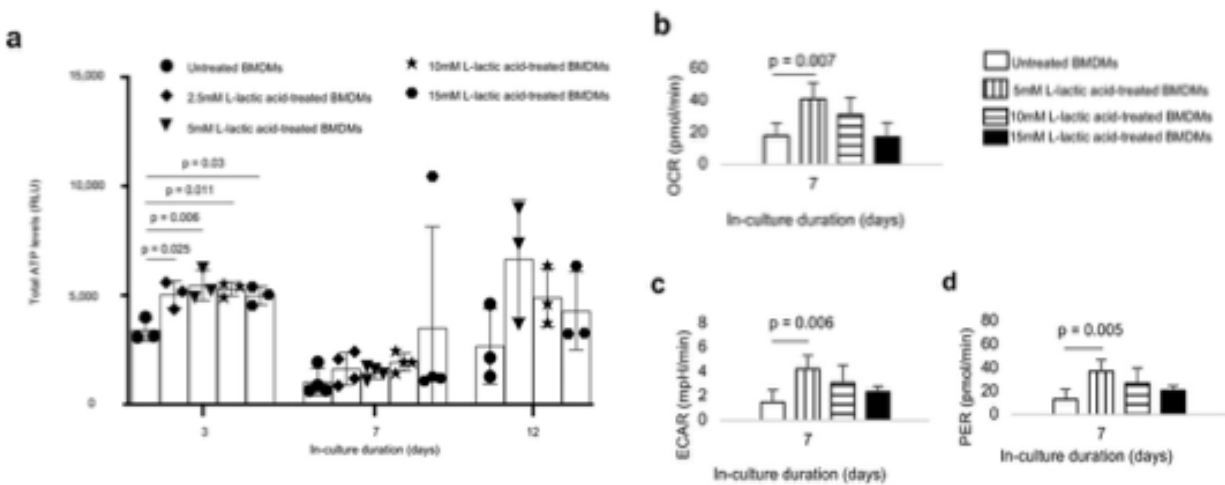 a
15,000
10,000
5,000
0
Total ATP levels (RLU)
Untreated BMDMs
2.5mM L-lactic acid-treated BMDMs
5mM L-lactic acid-treated BMDMs
10mM L-lactic acid-treated BMDMs
15mM L-lactic acid-treated BMDMs
p = 0.03
p = 0.011
p = 0.006
p = 0.025
3
7
12
In-culture duration (days)
b
p = 0.007
60
40
20
0
OCR (pmol/min)
7
In-culture duration (days)
Untreated BMDMs
5mM L-lactic acid-treated BMDMs
10mM L-lactic acid-treated BMDMs
15mM L-lactic acid-treated BMDMs
c
p = 0.006
8
6
4
2
0
ECAR (mpH/min)
7
In-culture duration (days)
d
p = 0.005
80
60
40
20
0
PER (pmol/min)
7
In-culture duration (days)